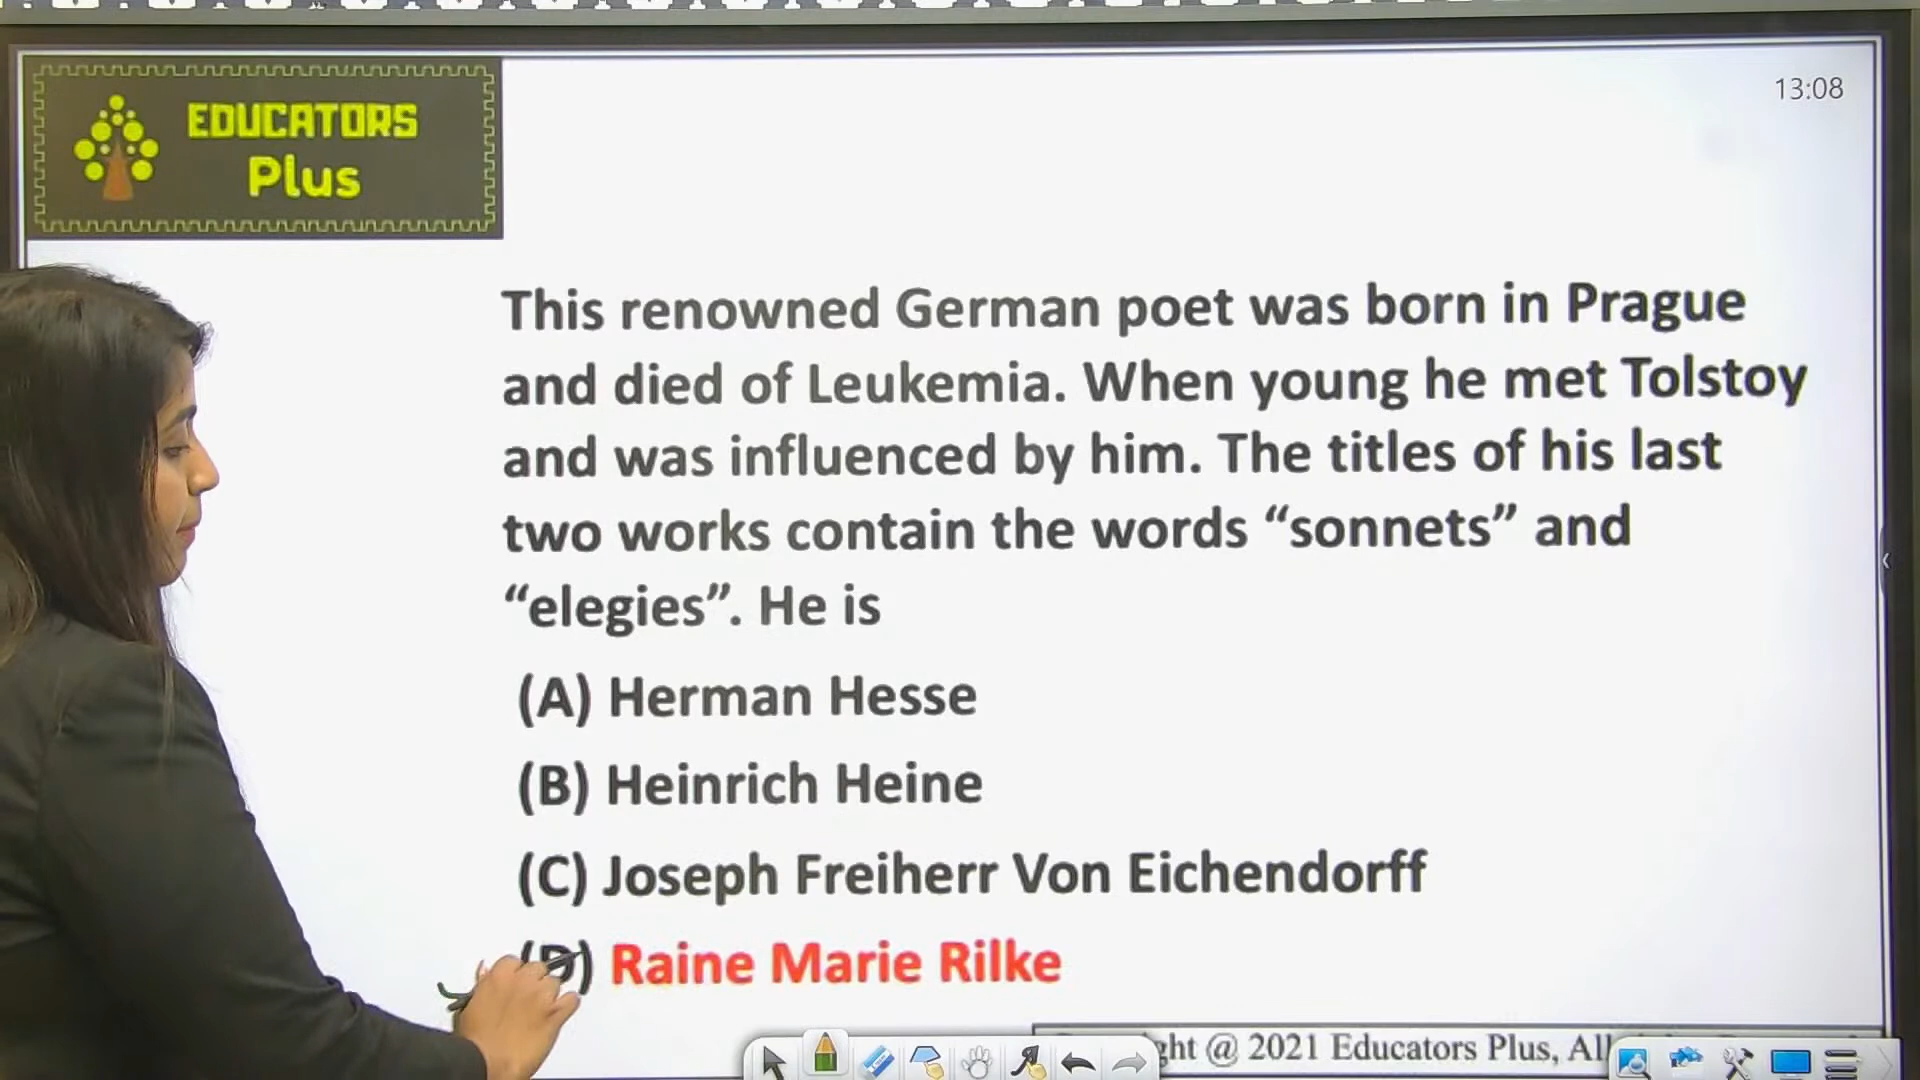 EDUCATORS
Plus
13:08
This renowned German poet was born in Prague
and died of Leukemia. When young he met Tolstoy
and was influenced by him. The titles of his last
two works contain the words “sonnets” and
“elegies”. He is
(A) Herman Hesse
(B) Heinrich Heine
(C) Joseph Freiherr Von Eichendorff
(D) Raine Marie Rilke
@ 2021 Educators Plus,